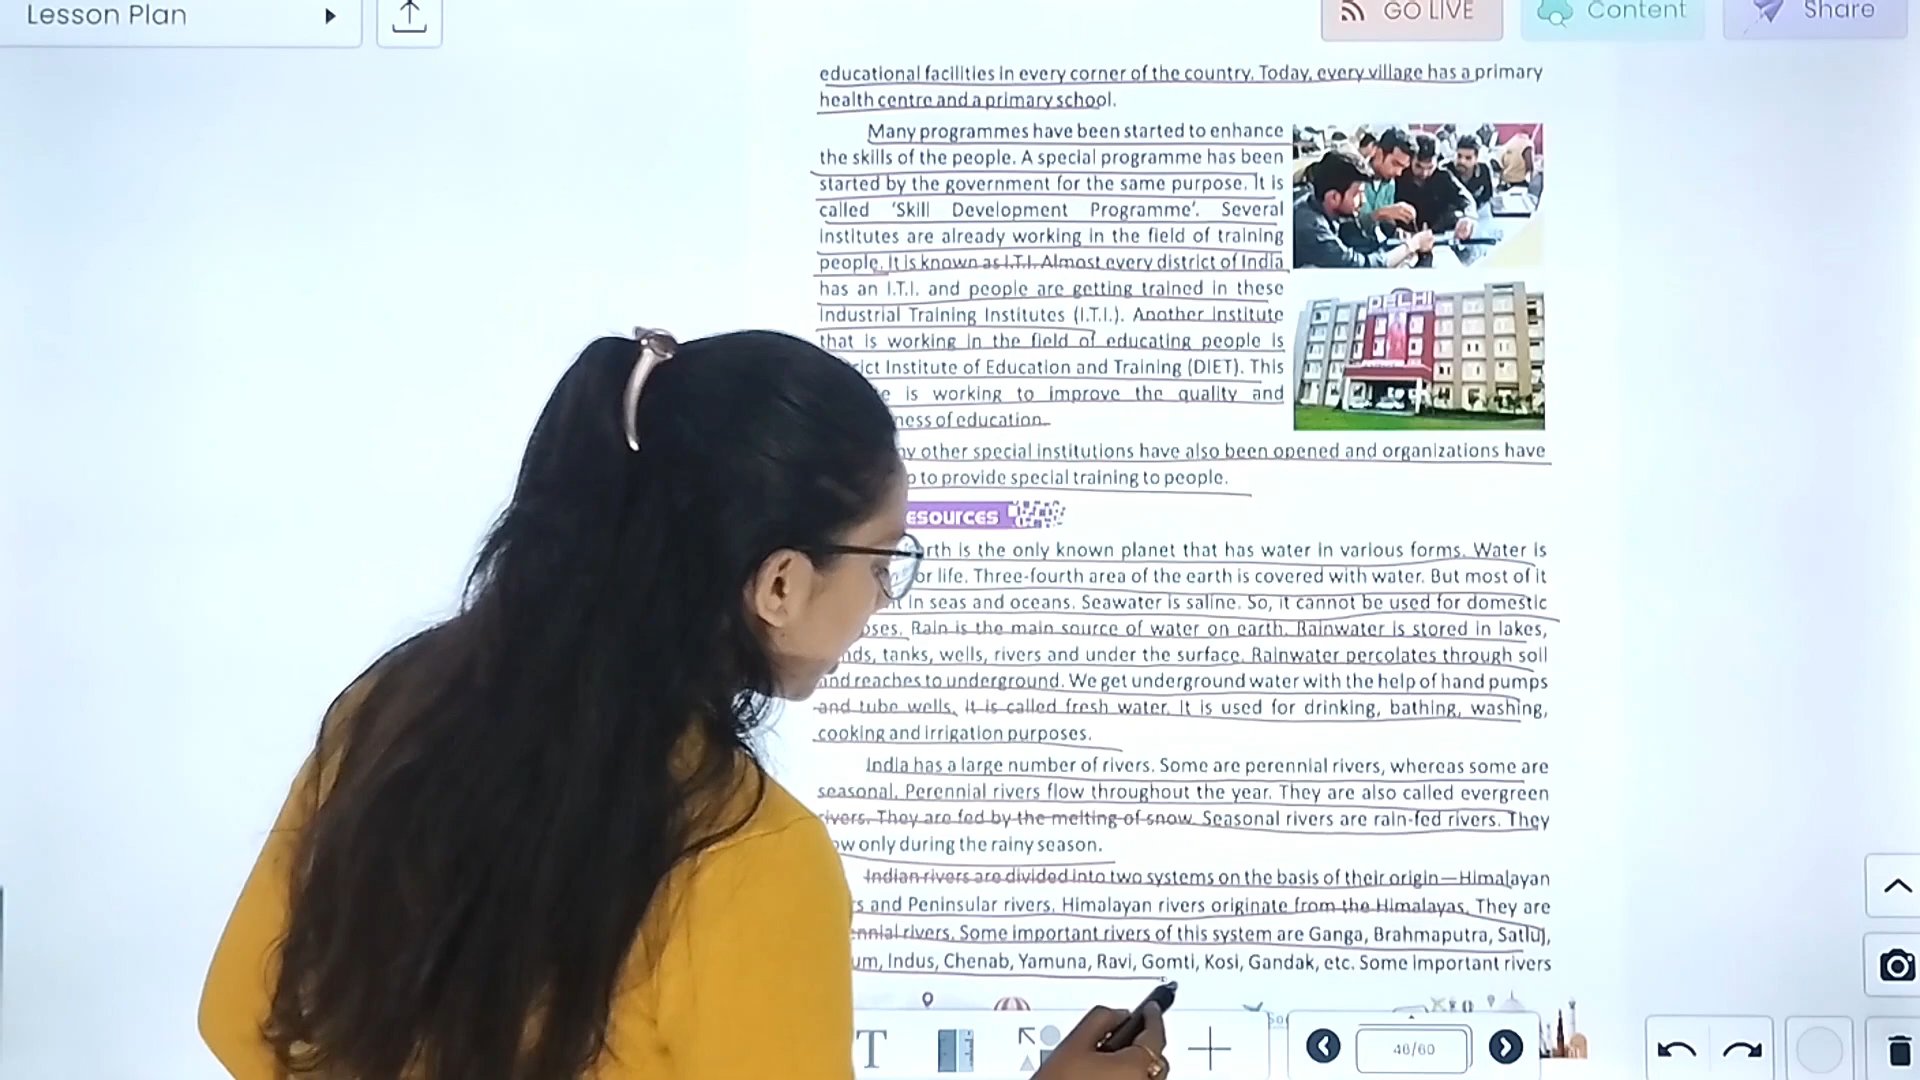 Lesson Plan
GO LIVE
Content
Share
educational facilities in every corner of the country. Today, every village has a primary
health centre and a primary school.
Many programmes have been started to enhance
the skills of the people. A special programme has been
started by the government for the same purpose. It is
called ‘Skill Development Programme’. Several
institutes are already working in the field of training
people. It is known as I.T.I. Almost every district of India
has an I.T.I. and people are getting trained in these
Industrial Training Institutes (I.T.I.). Another institute
that is working in the field of educating people is
Institute of Education and Training (DIET). This
is working to improve the quality and
of education.
other special institutions have also been opened and organizations have
to provide special training to people.
DELHI
is the only known planet that has water in various forms. Water is
life. Three-fourth area of the earth is covered with water. But most of it
in seas and oceans. Seawater is saline. So, it cannot be used for domestic
Rain is the main source of water on earth. Rainwater is stored in lakes,
tanks, wells, rivers and under the surface. Rainwater percolates through soil
and reaches to underground. We get underground water with the help of hand pumps
and tube wells. It is called fresh water. It is used for drinking, bathing, washing,
cooking and irrigation purposes.
India has a large number of rivers. Some are perennial rivers, whereas some are
seasonal. Perennial rivers flow throughout the year. They are also called evergreen
rivers. They are fed by the melting of snow. Seasonal rivers are rain-fed rivers. They
only during the rainy season.
Indian rivers are divided into two systems on the basis of their origin—Himalayan
and Peninsular rivers. Himalayan rivers originate from the Himalayas. They are
rivers. Some important rivers of this system are Ganga, Brahmaputra, Satluj,
Indus, Chenab, Yamuna, Ravi, Gomti, Kosi, Gandak, etc. Some important rivers
T
46/60